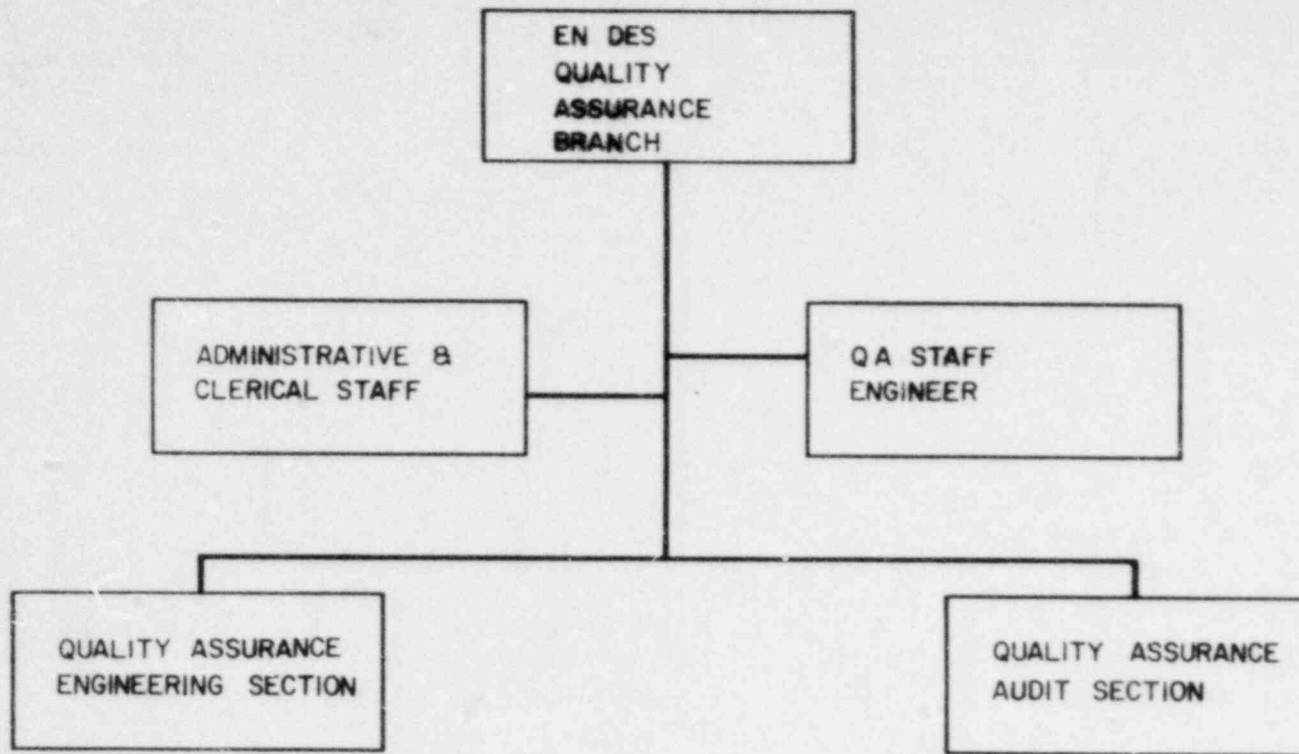 EN DES
QUALITY
ASSURANCE
BRANCH
ADMINISTRATIVE &
CLERICAL STAFF
QA STAFF
ENGINEER
QUALITY ASSURANCE
ENGINEERING SECTION
QUALITY ASSURANCE
AUDIT SECTION